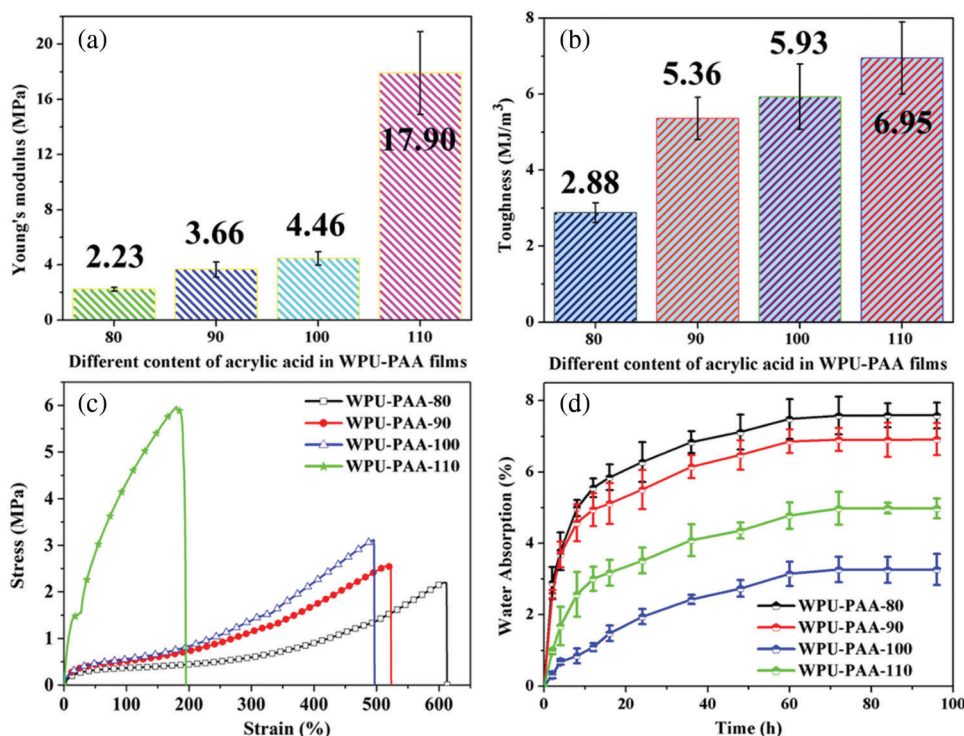 (a)
Young's modulus (MPa)
20
16
12
8
4
0
2.23
3.66
4.46
17.90
80 90 100 110
Different content of acrylic acid in WPU-PAA films
(b)
Toughness (MJ/m³)
8
6
4
2
0
2.88
5.36
5.93
6.95
80 90 100 110
Different content of acrylic acid in WPU-PAA films
(c)
Stress (MPa)
6
5
4
3
2
1
0
WPU-PAA-80
WPU-PAA-90
WPU-PAA-100
WPU-PAA-110
0 100 200 300 400 500 600
Strain (%)
(d)
Water Absorption (%)
8
6
4
2
0
WPU-PAA-80
WPU-PAA-90
WPU-PAA-100
WPU-PAA-110
0 20 40 60 80 100
Time (h)